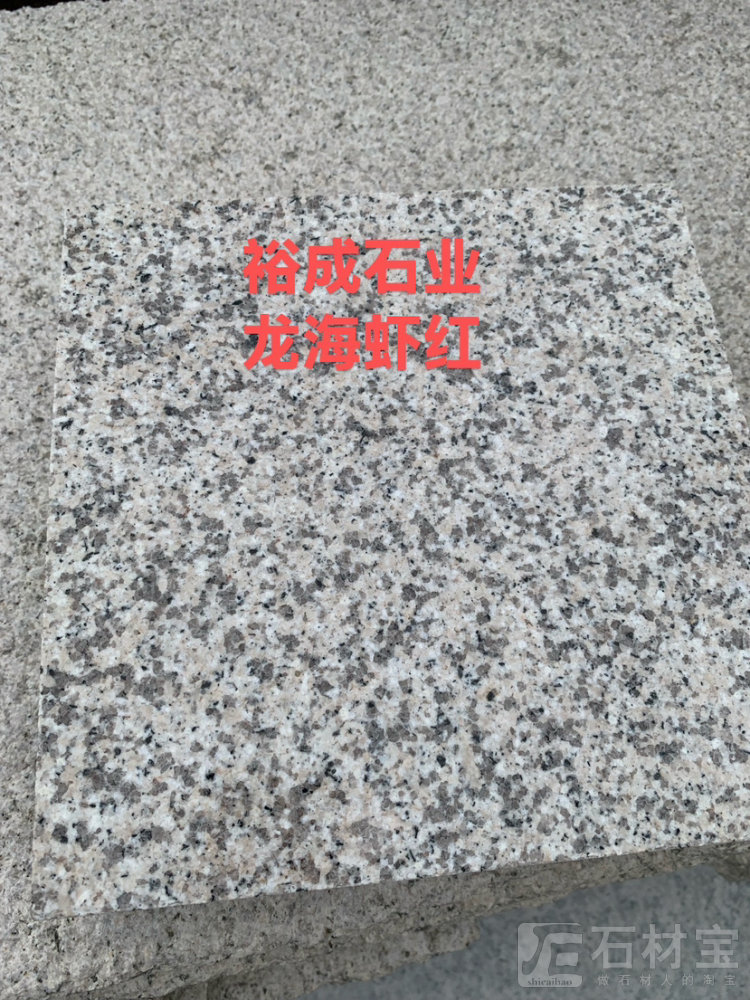 裕成石业
龙海虾红
石材宝
shicaibao
微石材人的淘宝